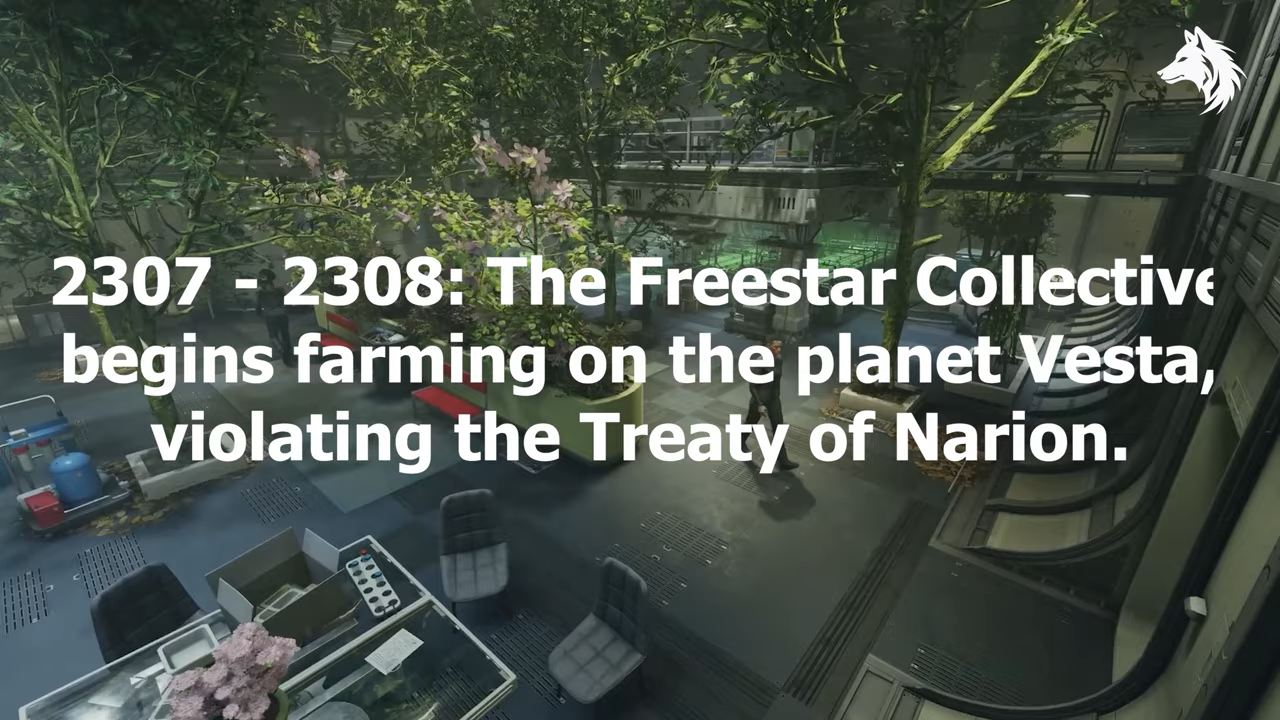 2307 - 2308: The Freestar Collective
begins farming on the planet Vesta,
violating the Treaty of Narion.